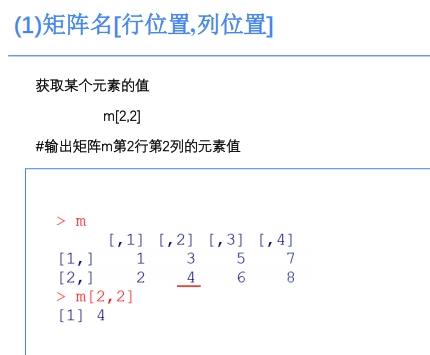 (1)矩阵名[行位置,列位置]
获取某个元素的值
m[2,2]
#输出矩阵m第2行第2列的元素值
> m
[,1] [,2] [,3] [,4]
[1,] 1 3 5 7
[2,] 2 4 6 8
> m[2,2]
[1] 4